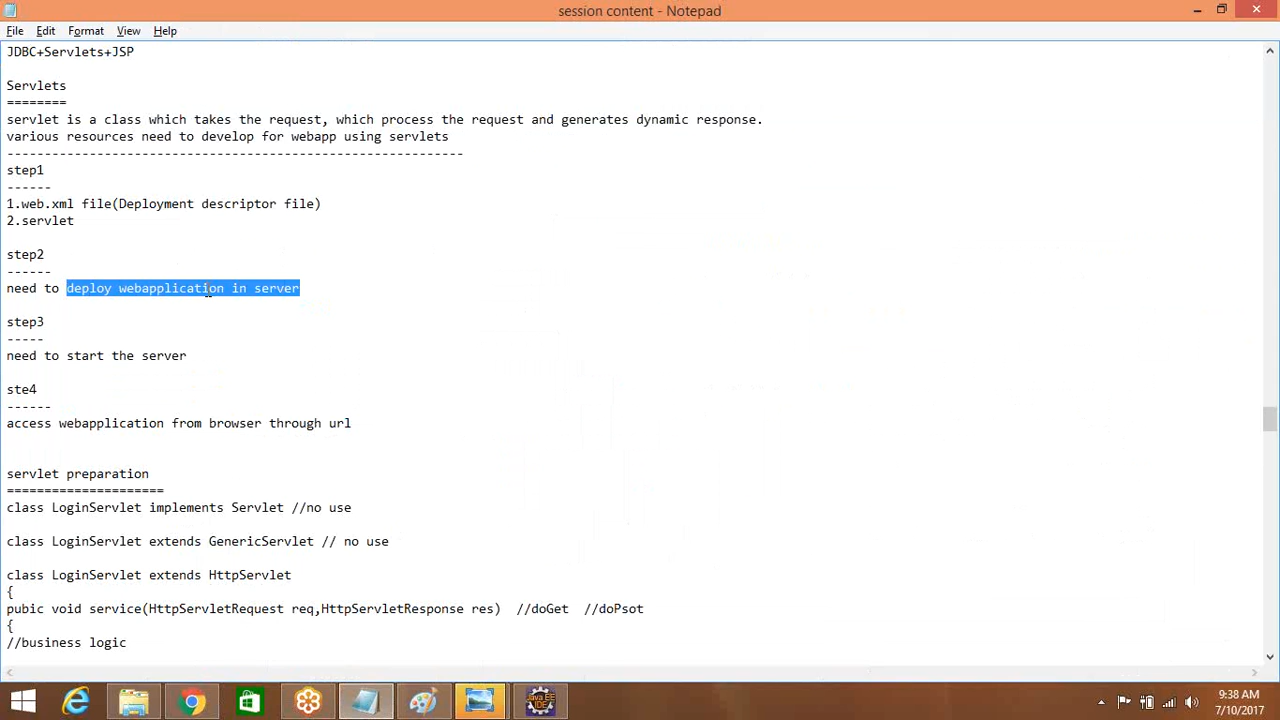 session content - Notepad
File Edit Format View Help
JDBC+Servlets+JSP
Servlets
========
servlet is a class which takes the request, which process the request and generates dynamic response.
various resources need to develop for webapp using servlets
-------------------------------------------------------------
step1
------
1.web.xml file(Deployment descriptor file)
2.servlet
step2
------
need to deploy webapplication in server
step3
-----
need to start the server
ste4
------
access webapplication from browser through url
servlet preparation
=====================
class LoginServlet implements Servlet //no use
class LoginServlet extends GenericServlet // no use
class LoginServlet extends HttpServlet
{
pubic void service(HttpServletRequest req,HttpServletResponse res)  //doGet  //doPsot
{
//business logic
Java EE
IDE
9:38 AM
7/10/2017